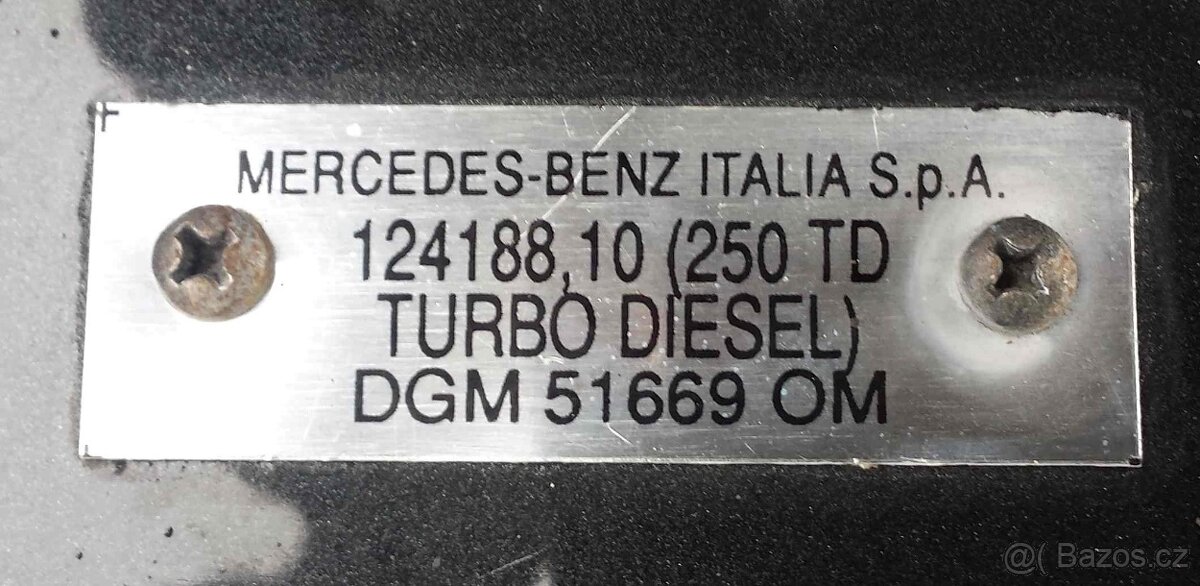 MERCEDES-BENZ ITALIA S.p.A.
124188,10 (250 TD
TURBO DIESEL)
DGM 51669 OM
@( Bazos.cz